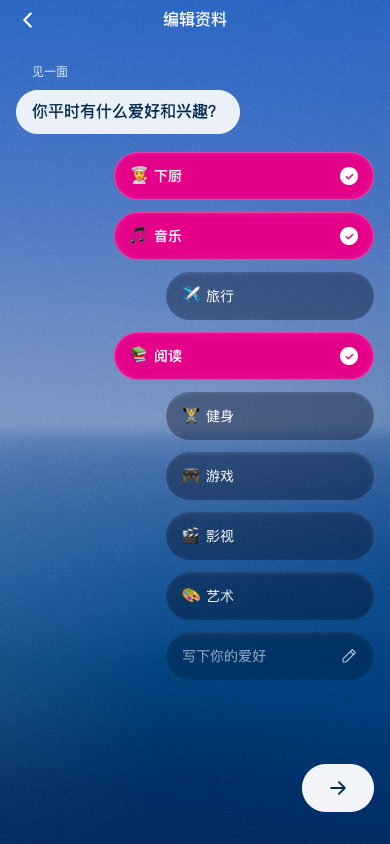 编辑资料
见一面
你平时有什么爱好和兴趣？
下厨
音乐
旅行
阅读
健身
游戏
影视
艺术
写下你的爱好